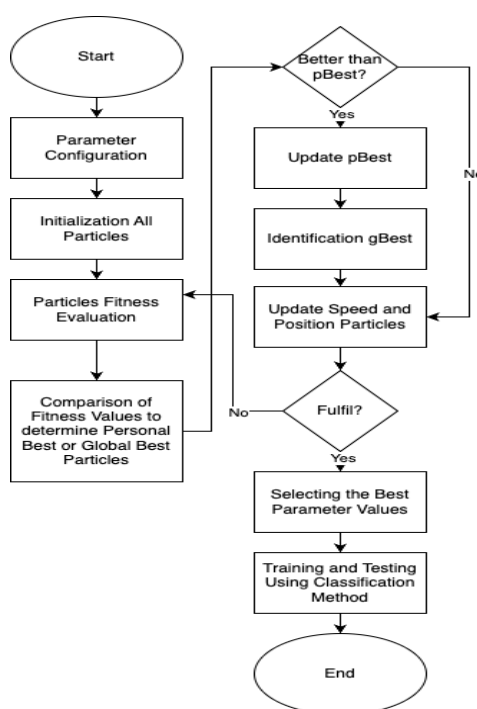 Start
Parameter
Configuration
Initialization All
Particles
Particles Fitness
Evaluation
Comparison of
Fitness Values to
determine Personal
Best or Global Best
Particles
Better than
pBest?
Yes
No
Update pBest
Identification gBest
Update Speed and
Position Particles
Fulfil?
No
Yes
Selecting the Best
Parameter Values
Training and Testing
Using Classification
Method
End